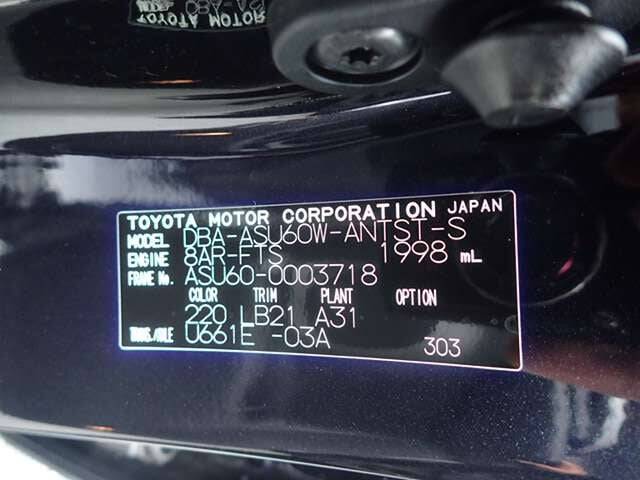 TOYOTA MOTOR CORPORATION JAPAN
MODEL DBA-ASU60W-ANTST-S
ENGINE 8AR-FTS 1998 mL
FRAME No. ASU60-0003718
COLOR TRIM PLANT OPTION
220 LB21 A31
TRANS./AXLE U661E -03A 303